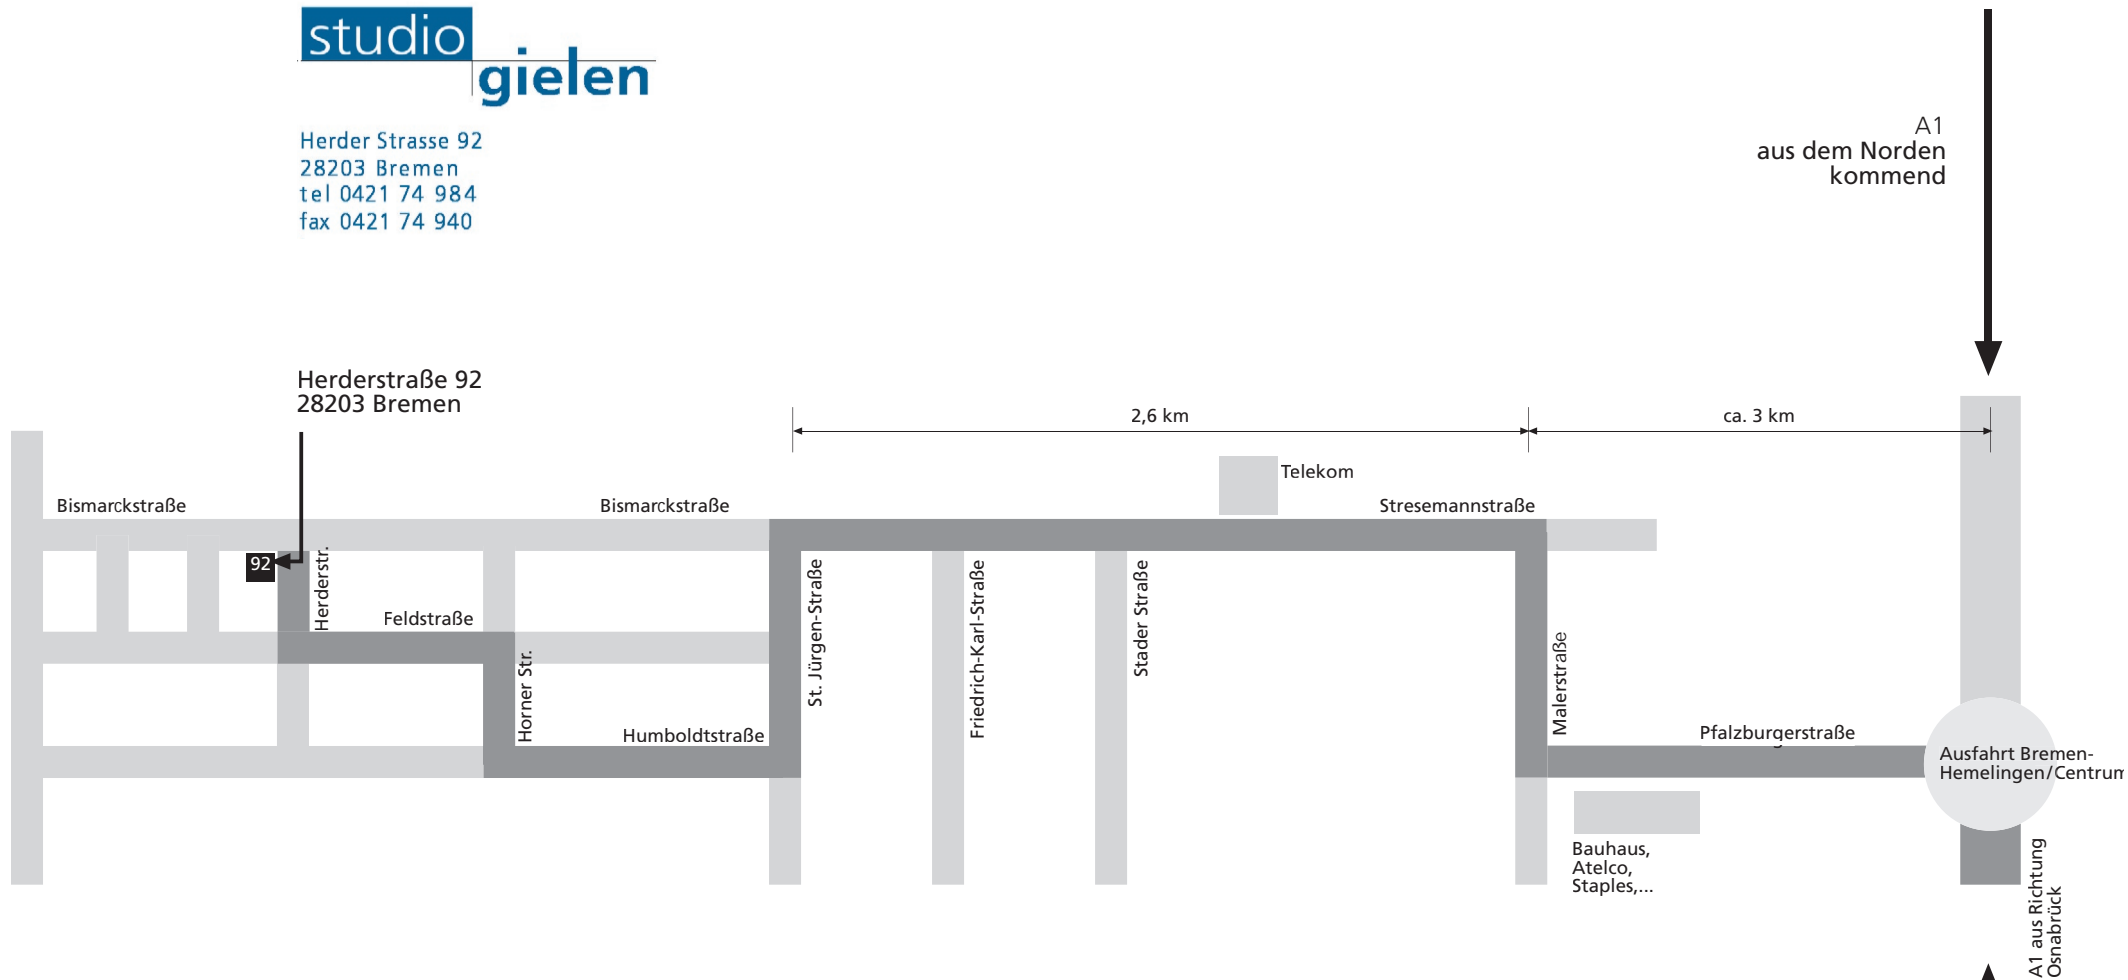 studio
gielen
Herder Strasse 92
28203 Bremen
tel 0421 74 984
fax 0421 74 940
A1
aus dem Norden
kommend
Herderstraße 92
28203 Bremen
2,6 km
ca. 3 km
Telekom
Bismarckstraße
Bismarckstraße
Stresemannstraße
92
Herderstr.
Feldstraße
Horner Str.
Humboldtstraße
St. Jürgen-Straße
Friedrich-Karl-Straße
Stader Straße
Malerstraße
Pfalzburgerstraße
Ausfahrt Bremen-
Hemelingen/Centrum
Bauhaus,
Atelco,
Staples,...
A1 aus Richtung
Osnabrück